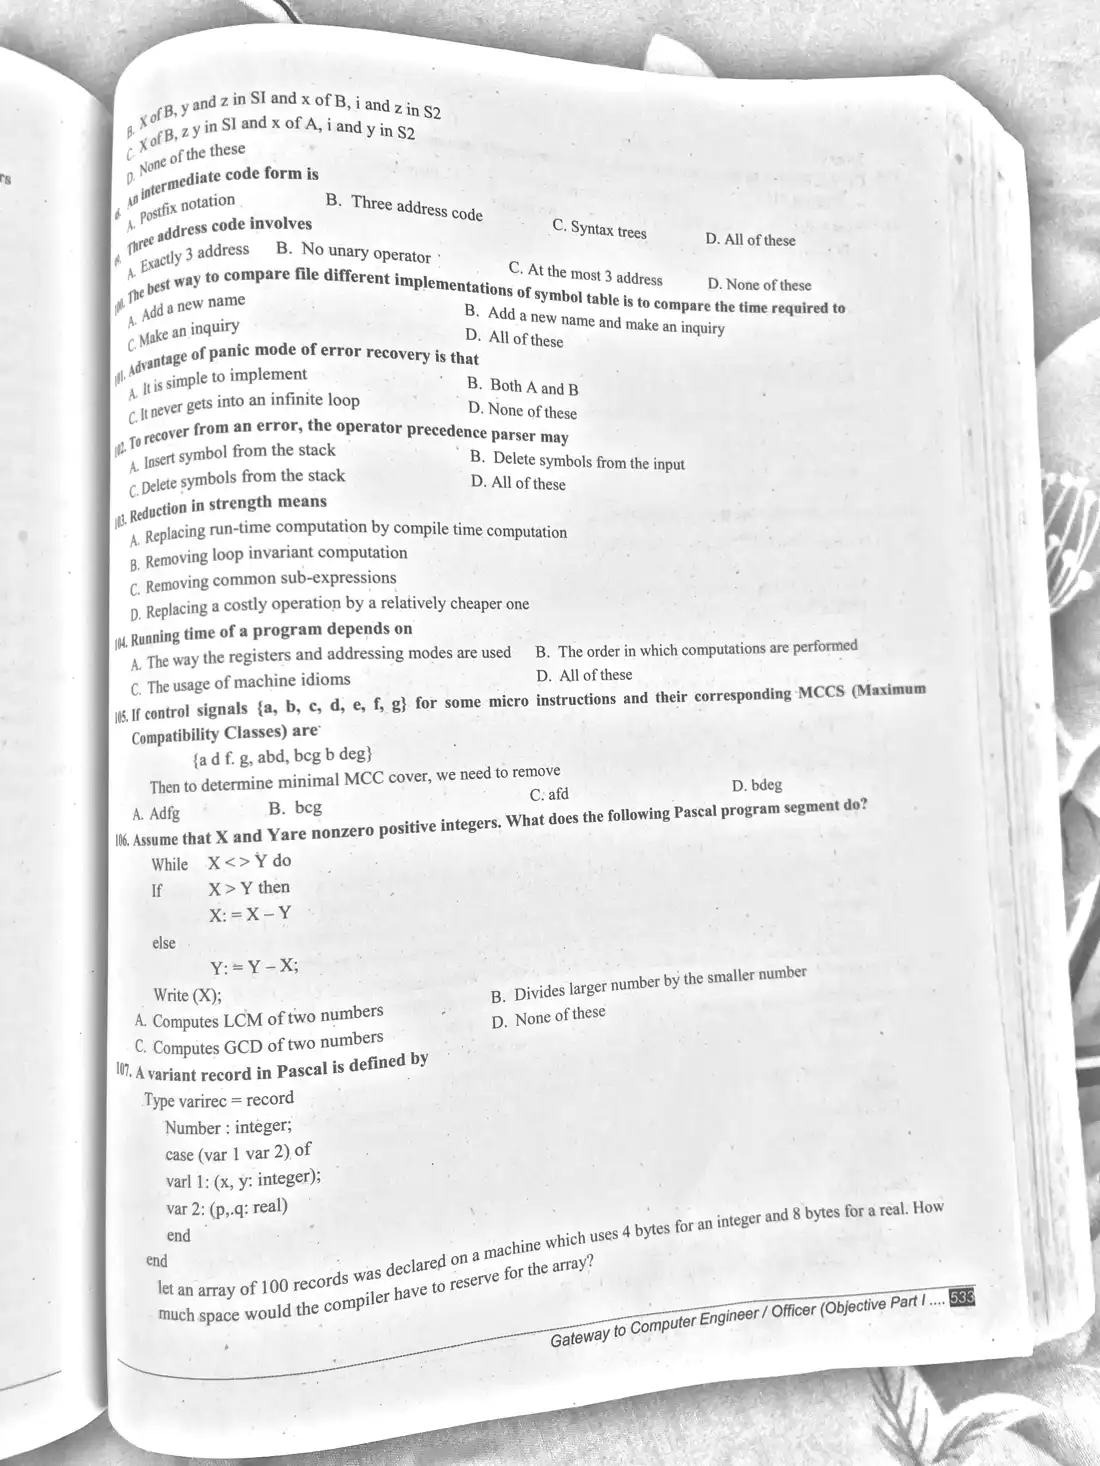 B. X of B, y and z in SI and x of B, i and z in S2
C. X of B, z y in SI and x of A, i and y in S2
D. None of the these
An intermediate code form is
A. Postfix notation B. Three address code C. Syntax trees D. All of these
Three address code involves
A. Exactly 3 address B. No unary operator C. At the most 3 address D. None of these
100. The best way to compare file different implementations of symbol table is to compare the time required to
A. Add a new name B. Add a new name and make an inquiry
C. Make an inquiry D. All of these
101. Advantage of panic mode of error recovery is that
A. It is simple to implement B. Both A and B
C. It never gets into an infinite loop D. None of these
102. To recover from an error, the operator precedence parser may
A. Insert symbol from the stack B. Delete symbols from the input
C. Delete symbols from the stack D. All of these
103. Reduction in strength means
A. Replacing run-time computation by compile time computation
B. Removing loop invariant computation
C. Removing common sub-expressions
D. Replacing a costly operation by a relatively cheaper one
104. Running time of a program depends on
A. The way the registers and addressing modes are used B. The order in which computations are performed
C. The usage of machine idioms D. All of these
105. If control signals {a, b, c, d, e, f, g} for some micro instructions and their corresponding MCCS (Maximum
Compatibility Classes) are
{a d f. g, abd, bcg b deg}
Then to determine minimal MCC cover, we need to remove
A. Adfg B. bcg C. afd D. bdeg
106. Assume that X and Yare nonzero positive integers. What does the following Pascal program segment do?
While X < > Y do
If X > Y then
X: = X – Y
else
Y: = Y – X;
Write (X);
A. Computes LCM of two numbers B. Divides larger number by the smaller number
C. Computes GCD of two numbers D. None of these
107. A variant record in Pascal is defined by
Type varirec = record
Number : integer;
case (var 1 var 2) of
varl 1: (x, y: integer);
var 2: (p,.q: real)
end
end
let an array of 100 records was declared on a machine which uses 4 bytes for an integer and 8 bytes for a real. How
much space would the compiler have to reserve for the array?
Gateway to Computer Engineer / Officer (Objective Part I .... 533